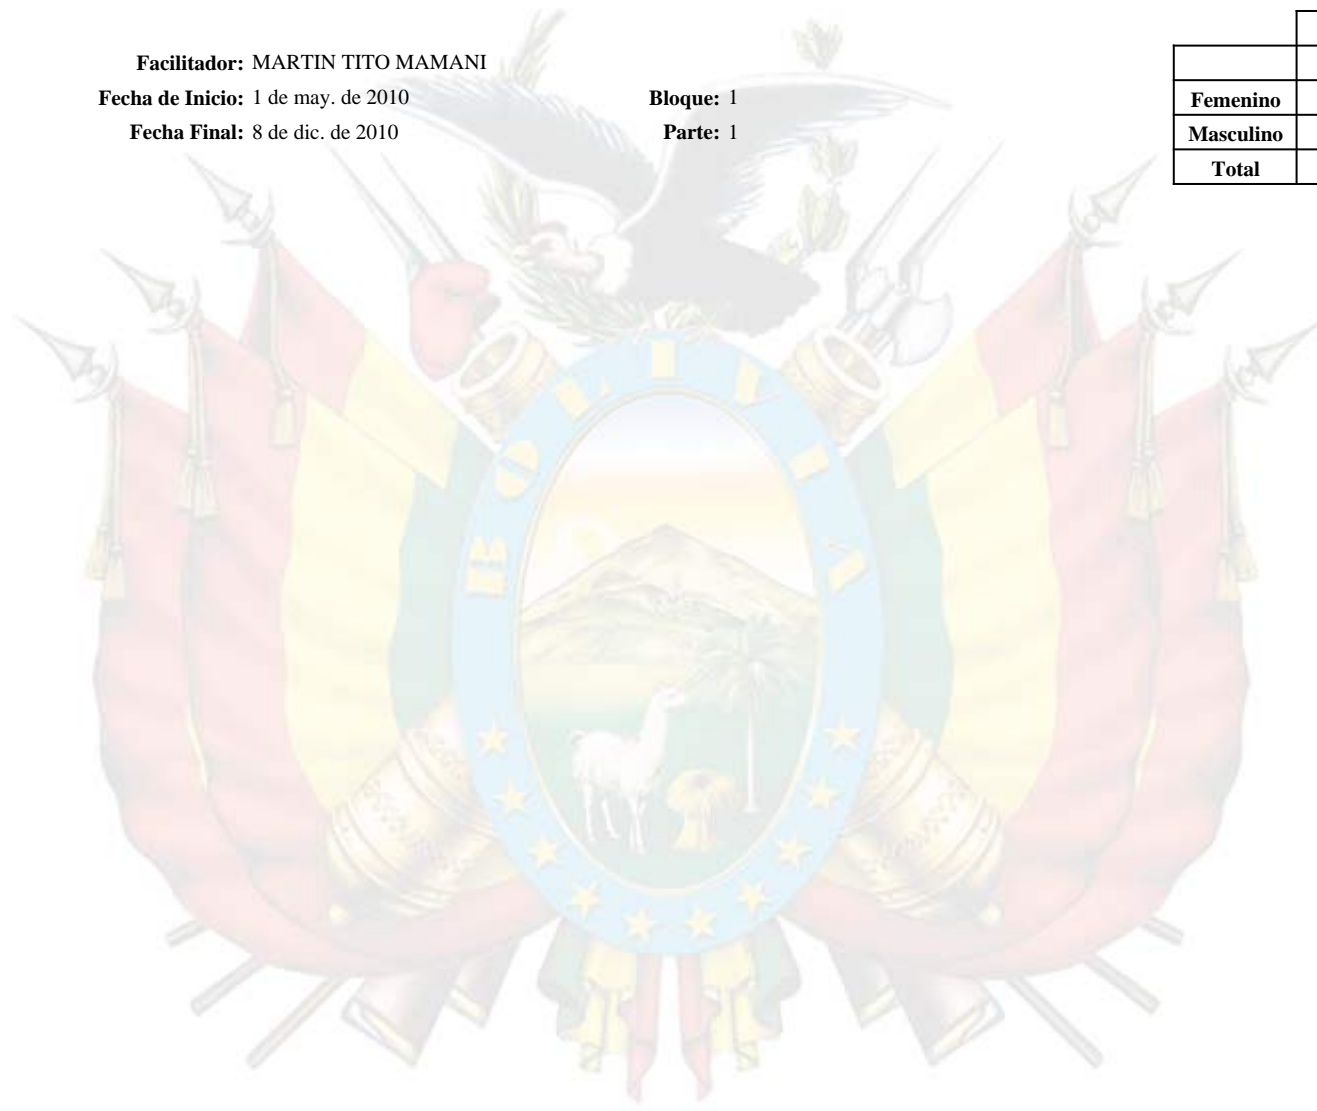 Facilitador: MARTIN TITO MAMANI
Fecha de Inicio: 1 de may. de 2010 Bloque: 1
Fecha Final: 8 de dic. de 2010 Parte: 1
Femenino
Masculino
Total
BOLIVIA